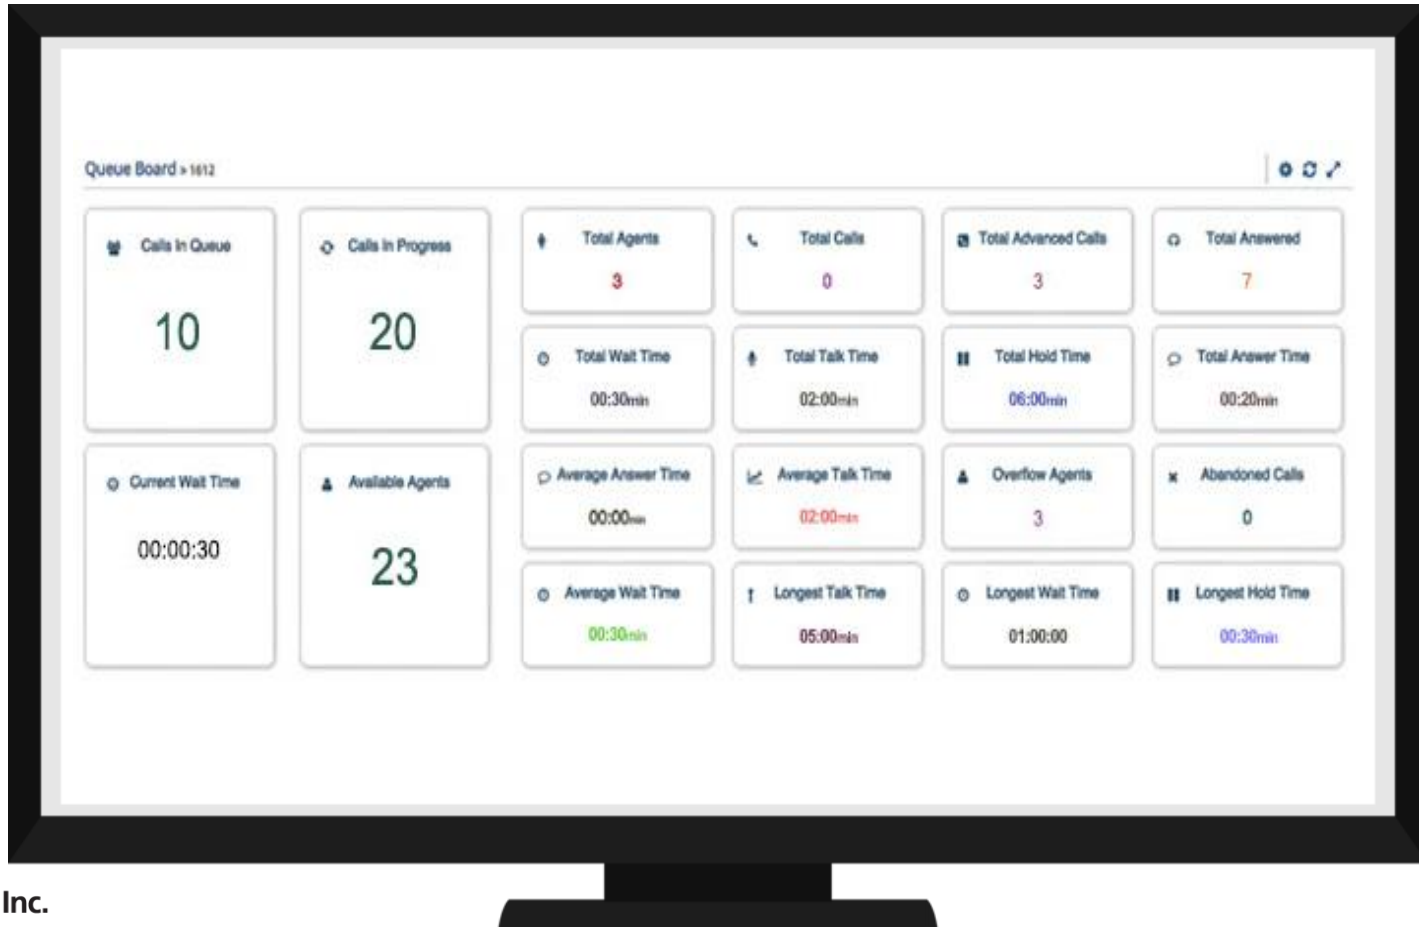 Queue Board » 1612
Calls In Queue
10
Calls In Progress
20
Total Agents
3
Total Calls
0
Total Advanced Calls
3
Total Answered
7
Total Wait Time
00:30min
Total Talk Time
02:00min
Total Hold Time
06:00min
Total Answer Time
00:20min
Current Wait Time
00:00:30
Available Agents
23
Average Answer Time
00:00min
Average Talk Time
02:00min
Overflow Agents
3
Abandoned Calls
0
Average Wait Time
00:30min
Longest Talk Time
05:00min
Longest Wait Time
01:00:00
Longest Hold Time
00:30min
Inc.